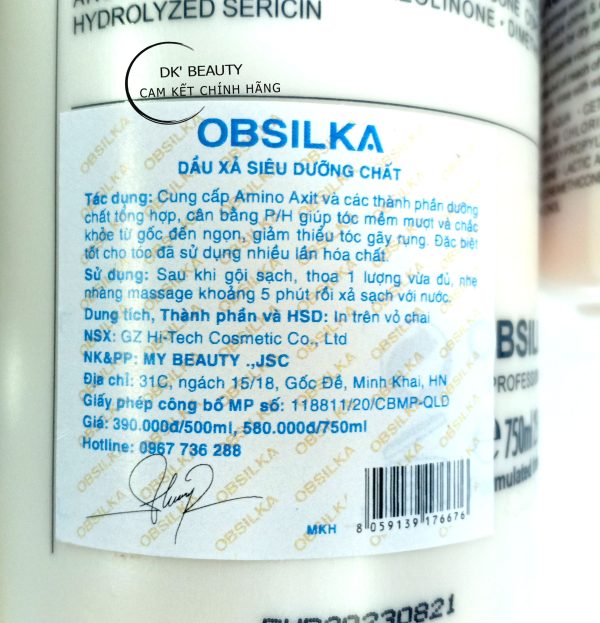 HYDROLYZED SERICIN
DK' BEAUTY
CAM KẾT CHÍNH HÃNG
OBSILKA
DẦU XẢ SIÊU DƯỠNG CHẤT
Tác dụng: Cung cấp Amino Axit và các thành phần dưỡng
chất tổng hợp, cân bằng P/H giúp tóc mềm mượt và chắc
khỏe từ gốc đến ngọn, giảm thiểu tóc gãy rụng. Đặc biệt
tốt cho tóc đã sử dụng nhiều lần hóa chất.
Sử dụng: Sau khi gội sạch, thoa 1 lượng vừa đủ, nhẹ
nhàng massage khoảng 5 phút rồi xả sạch với nước.
Dung tích, Thành phần và HSD: In trên vỏ chai
NSX: GZ Hi-Tech Cosmetic Co., Ltd
NK&PP: MY BEAUTY .,JSC
Địa chỉ: 31C, ngách 15/18, Gốc Đề, Minh Khai, HN
Giấy phép công bố MP số: 118811/20/CBMP-QLD
Giá: 390.000đ/500ml, 580.000đ/750ml
Hotline: 0967 736 288
MKH
8 059139 176676
750ml